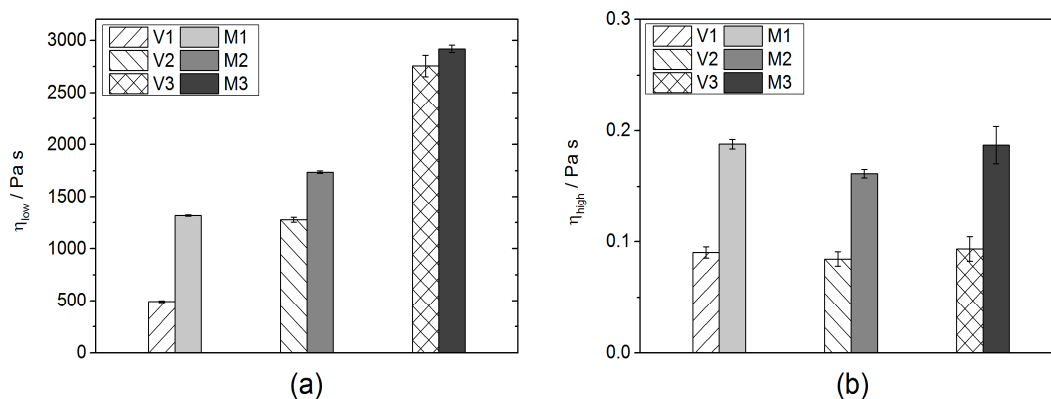 3000
2500
2000
1500
1000
500
0
η_low / Pa s
V1 M1
V2 M2
V3 M3
(a)
0.3
0.2
0.1
0.0
η_high / Pa s
V1 M1
V2 M2
V3 M3
(b)